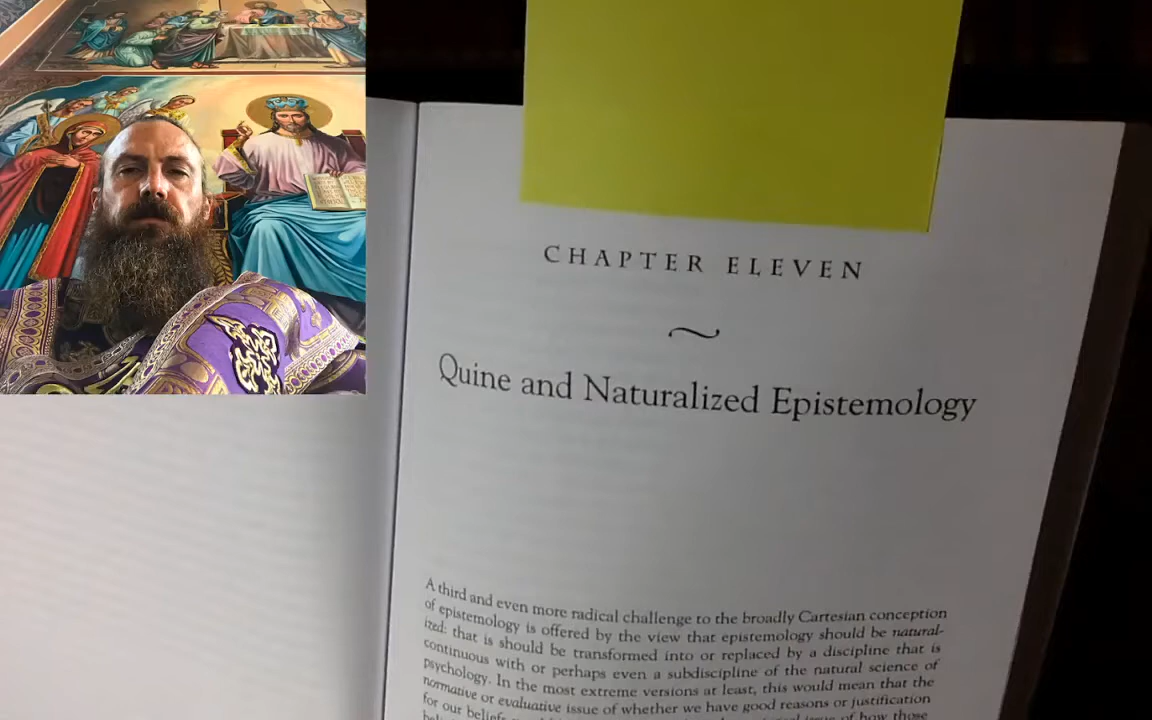 CHAPTER ELEVEN
Quine and Naturalized Epistemology
A third and even more radical challenge to the broadly Cartesian conception
of epistemology is offered by the view that epistemology should be natural-
ized: that is should be transformed into or replaced by a discipline that is
continuous with or perhaps even a subdiscipline of the natural science of
psychology. In the most extreme versions at least, this would mean that the
normative or evaluative issue of whether we have good reasons or justification
for our beliefs of how those